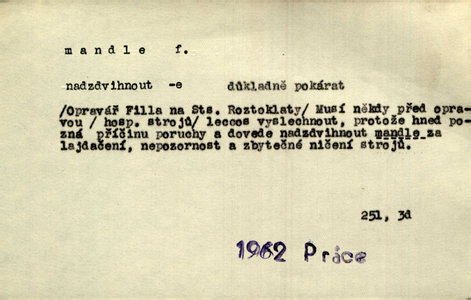 mandle f.
nadzdvihnout -e důkladně pokárat
/Opravář Filla na Sts. Roztoklaty/ Musí někdy před opra-
vou / hosp. strojů/ leccos vyslechnout, protože hned po-
zná příčinu poruchy a dovede nadzdvihnout mandle za
lajdačení, nepozornost a zbytečné ničení strojů.
251, 3d
1962 Práce